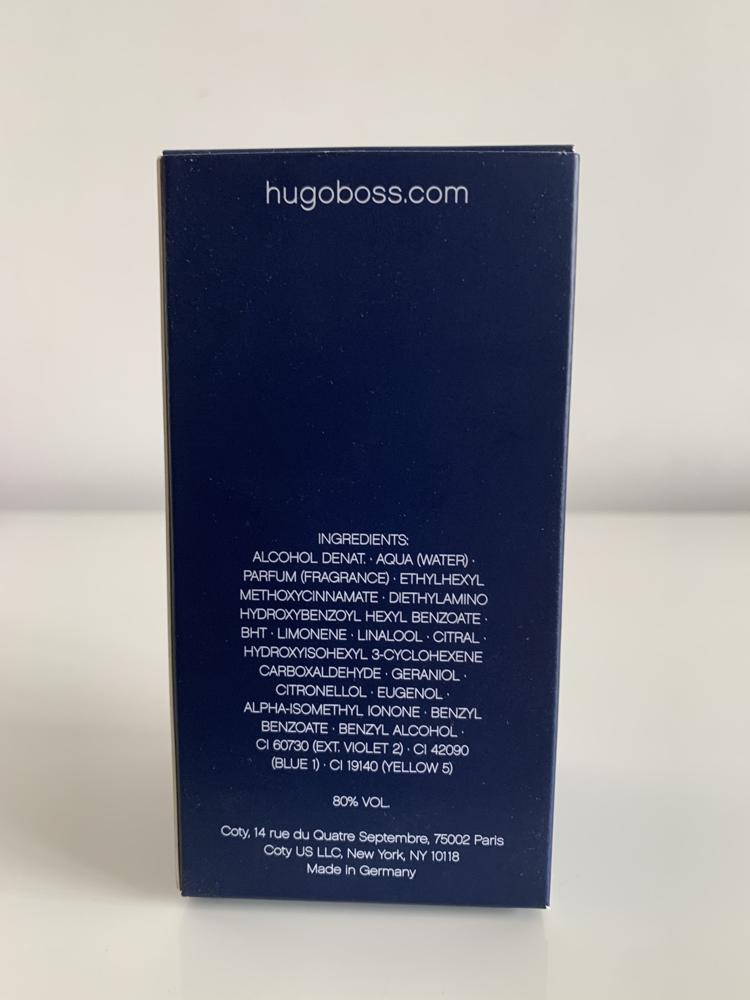 hugoboss.com
INGREDIENTS:
ALCOHOL DENAT. · AQUA (WATER) ·
PARFUM (FRAGRANCE) · ETHYLHEXYL
METHOXYCINNAMATE · DIETHYLAMINO
HYDROXYBENZOYL HEXYL BENZOATE ·
BHT · LIMONENE · LINALOOL · CITRAL ·
HYDROXYISOHEXYL 3-CYCLOHEXENE
CARBOXALDEHYDE · GERANIOL ·
CITRONELLOL · EUGENOL ·
ALPHA-ISOMETHYL IONONE · BENZYL
BENZOATE · BENZYL ALCOHOL ·
CI 60730 (EXT. VIOLET 2) · CI 42090
(BLUE 1) · CI 19140 (YELLOW 5)
80% VOL.
Coty, 14 rue du Quatre Septembre, 75002 Paris
Coty US LLC, New York, NY 10118
Made in Germany